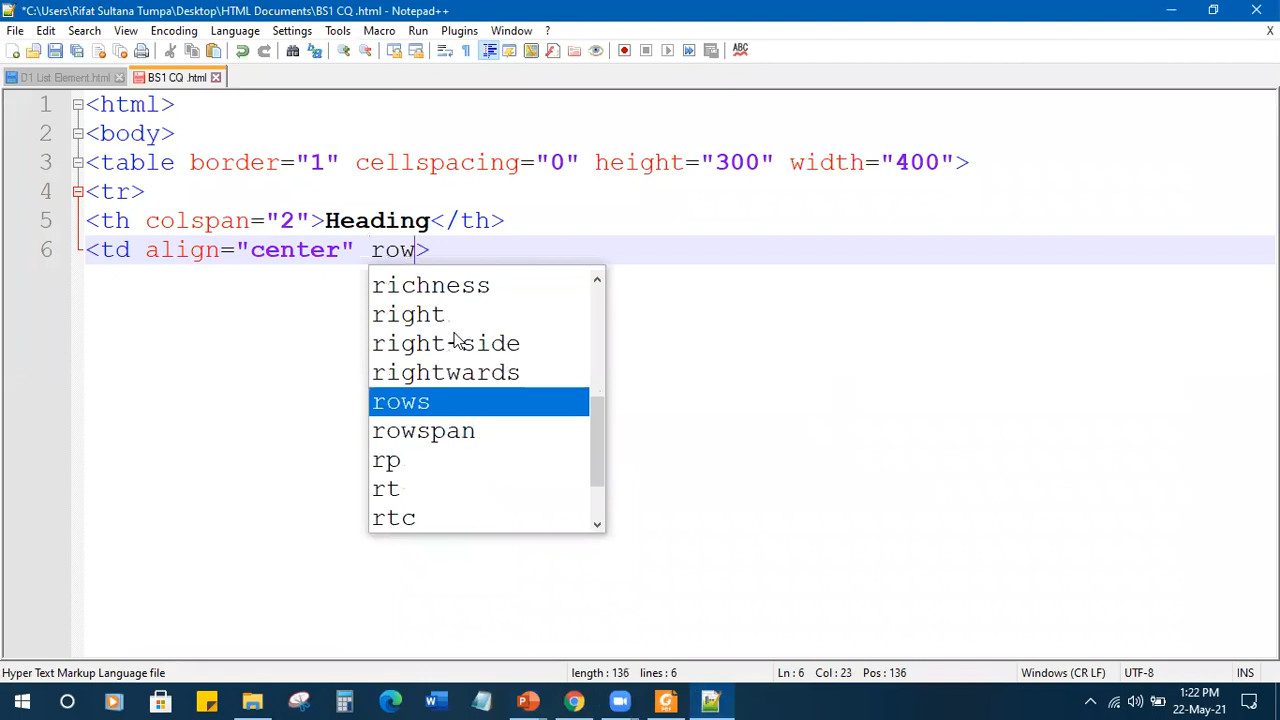 *C:\Users\Rifat Sultana Tumpa\Desktop\HTML Documents\BS1 CQ .html - Notepad++
File Edit Search View Encoding Language Settings Tools Macro Run Plugins Window ? X
D1 List Element.html BS1 CQ .html
1 <html>
2 <body>
3 <table border="1" cellspacing="0" height="300" width="400">
4 <tr>
5 <th colspan="2">Heading</th>
6 <td align="center" row>
richness
right
right-side
rightwards
rows
rowspan
rp
rt
rtc
Hyper Text Markup Language file length : 136 lines : 6 Ln : 6 Col : 23 Pos : 136 Windows (CR LF) UTF-8 INS
1:22 PM
22-May-21